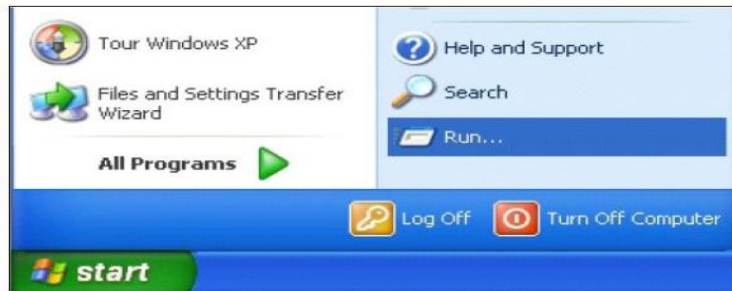 Tour Windows XP
Files and Settings Transfer
Wizard
All Programs
Help and Support
Search
Run...
Log Off
Turn Off Computer
start